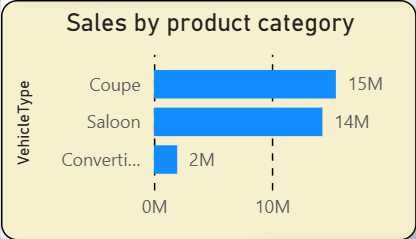 Sales by product category
VehicleType
Coupe 15M
Saloon 14M
Converti... 2M
0M 10M